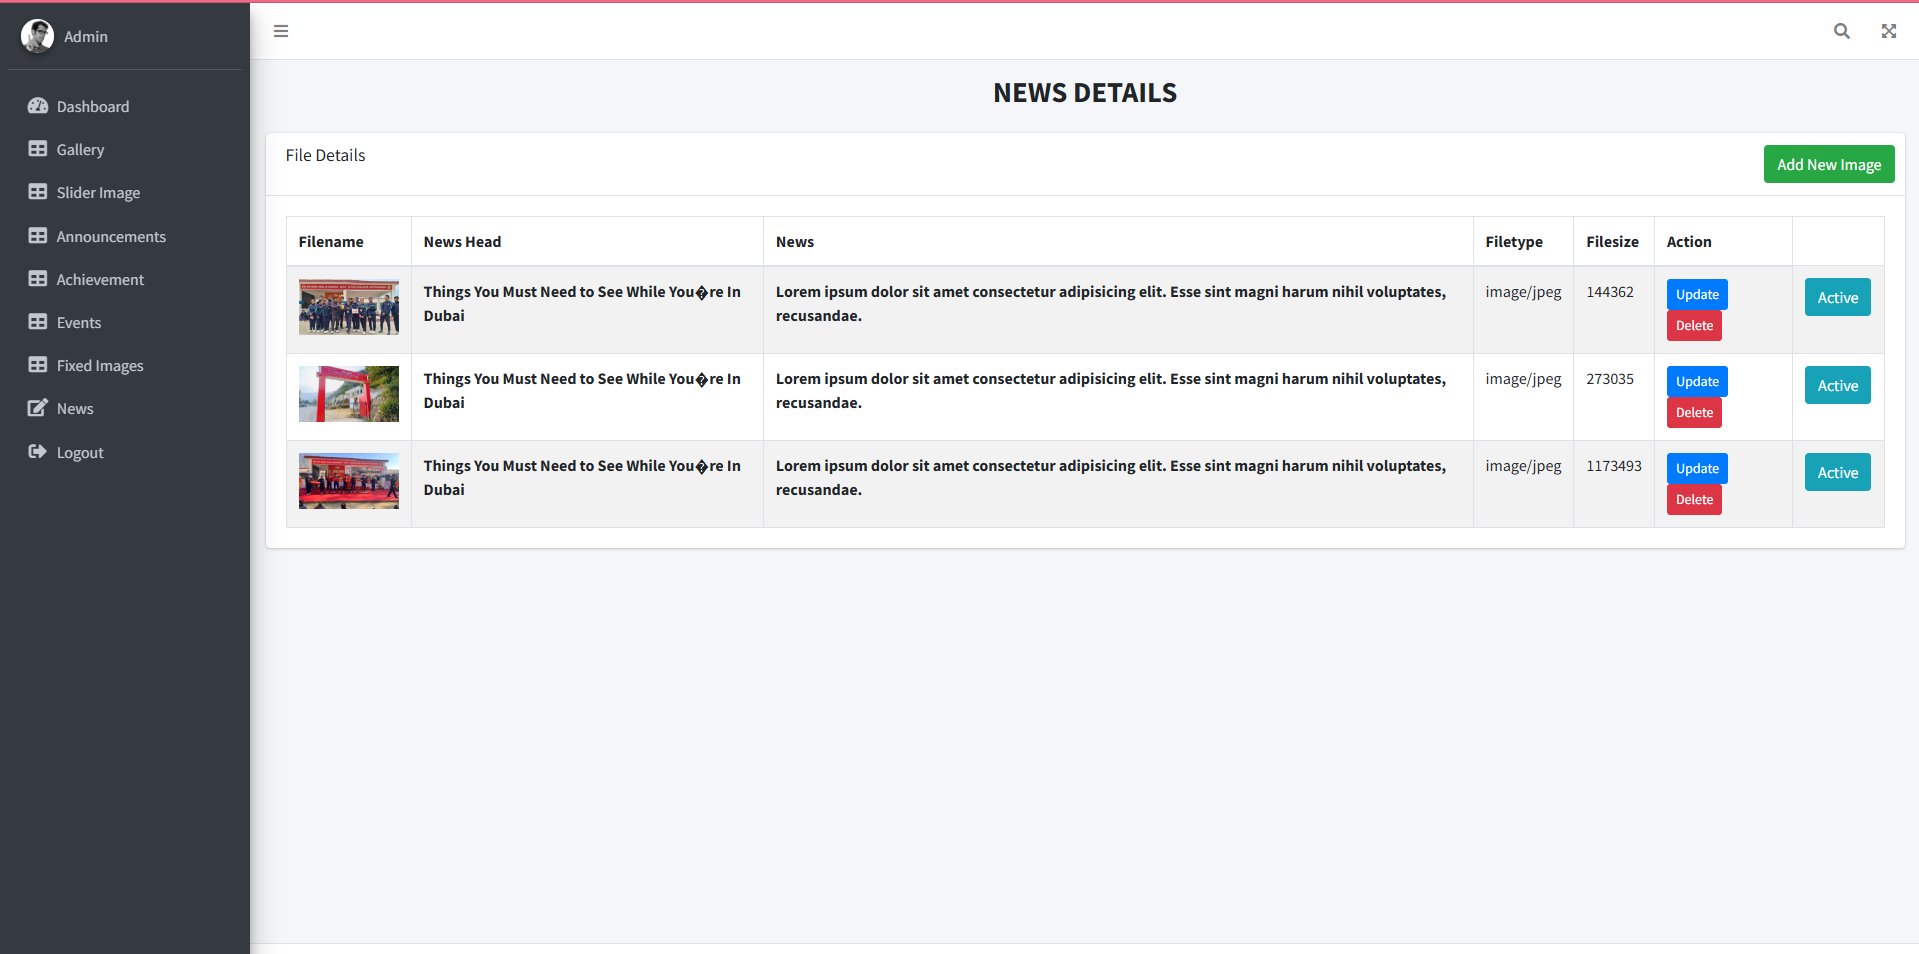 Admin
Dashboard
Gallery
Slider Image
Announcements
Achievement
Events
Fixed Images
News
Logout
NEWS DETAILS
File Details
Add New Image
Filename News Head News Filetype Filesize Action
Things You Must Need to See While You�re In
Dubai
Lorem ipsum dolor sit amet consectetur adipisicing elit. Esse sint magni harum nihil voluptates,
recusandae.
image/jpeg
144362
Update
Delete
Active
Things You Must Need to See While You�re In
Dubai
Lorem ipsum dolor sit amet consectetur adipisicing elit. Esse sint magni harum nihil voluptates,
recusandae.
image/jpeg
273035
Update
Delete
Active
Things You Must Need to See While You�re In
Dubai
Lorem ipsum dolor sit amet consectetur adipisicing elit. Esse sint magni harum nihil voluptates,
recusandae.
image/jpeg
1173493
Update
Delete
Active